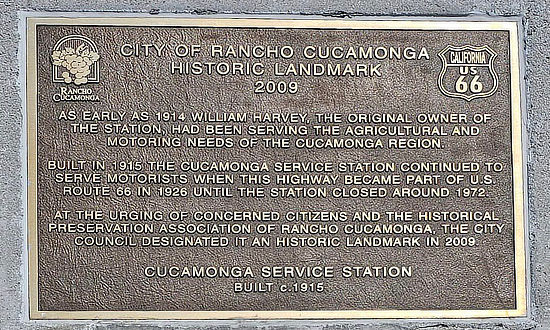 CITY OF RANCHO CUCAMONGA
HISTORIC LANDMARK
2009
RANCHO
CUCAMONGA
CALIFORNIA
US
66
AS EARLY AS 1914 WILLIAM HARVEY, THE ORIGINAL OWNER OF
THE STATION, HAD BEEN SERVING THE AGRICULTURAL AND
MOTORING NEEDS OF THE CUCAMONGA REGION.
BUILT IN 1915 THE CUCAMONGA SERVICE STATION CONTINUED TO
SERVE MOTORISTS WHEN THIS HIGHWAY BECAME PART OF U.S.
ROUTE 66 IN 1926 UNTIL THE STATION CLOSED AROUND 1972.
AT THE URGING OF CONCERNED CITIZENS AND THE HISTORICAL
PRESERVATION ASSOCIATION OF RANCHO CUCAMONGA, THE CITY
COUNCIL DESIGNATED IT AN HISTORIC LANDMARK IN 2009.
CUCAMONGA SERVICE STATION
BUILT c.1915